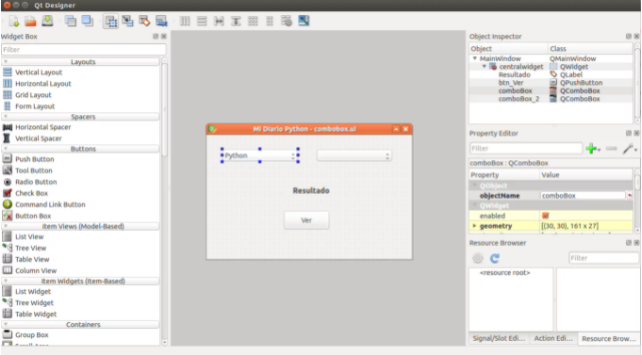 Qt Designer
Widget Box
Filter
Layouts
Vertical Layout
Horizontal Layout
Grid Layout
Form Layout
Spacers
Horizontal Spacer
Vertical Spacer
Buttons
Push Button
Tool Button
Radio Button
Check Box
Command Link Button
Button Box
Item Views (Model-Based)
List View
Tree View
Table View
Column View
Item Widgets (Item-Based)
List Widget
Tree Widget
Table Widget
Containers
Group Box
Scroll Area
Mi Diario Python - combobox.ui
Python
Resultado
Ver
Object Inspector
Object Class
MainWindow QMainWindow
centralwidget QWidget
Resultado QLabel
btn_Ver QPushButton
comboBox QComboBox
comboBox_2 QComboBox
Property Editor
Filter
comboBox : QComboBox
Property Value
QObject
objectName comboBox
QWidget
enabled
geometry [(30, 30), 161 x 27]
Resource Browser
Filter
<resource root>
Signal/Slot Edi... Action Edi... Resource Brow...